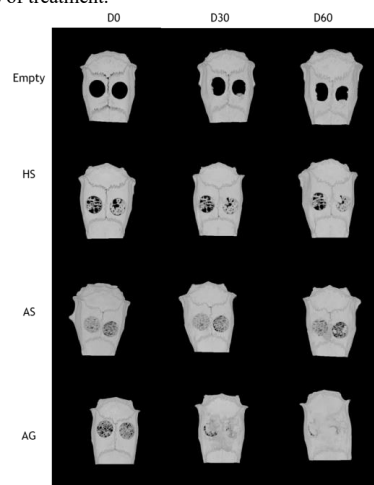 of treatment.
D0 D30 D60
Empty
HS
AS
AG